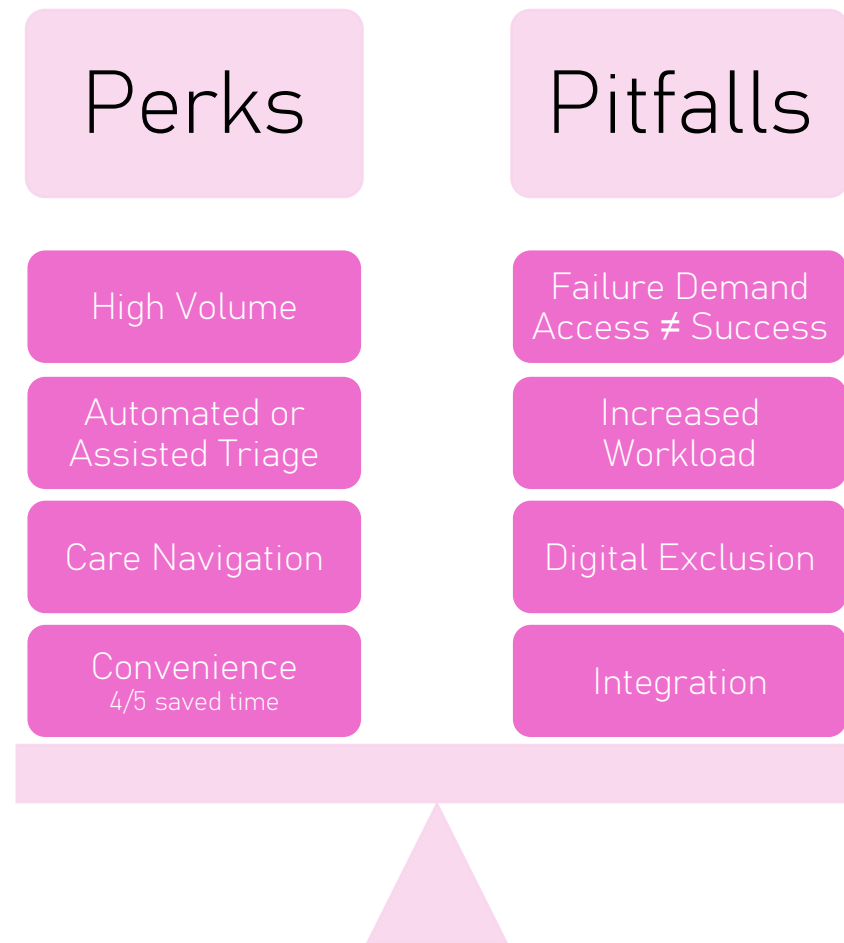 Perks
High Volume
Automated or
Assisted Triage
Care Navigation
Convenience
4/5 saved time
Pitfalls
Failure Demand
Access ≠ Success
Increased
Workload
Digital Exclusion
Integration